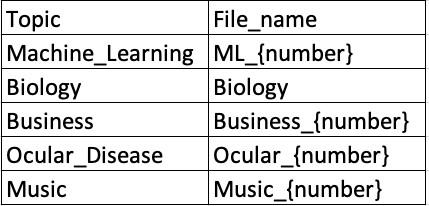 Topic File_name
Machine_Learning ML_{number}
Biology Biology
Business Business_{number}
Ocular_Disease Ocular_{number}
Music Music_{number}